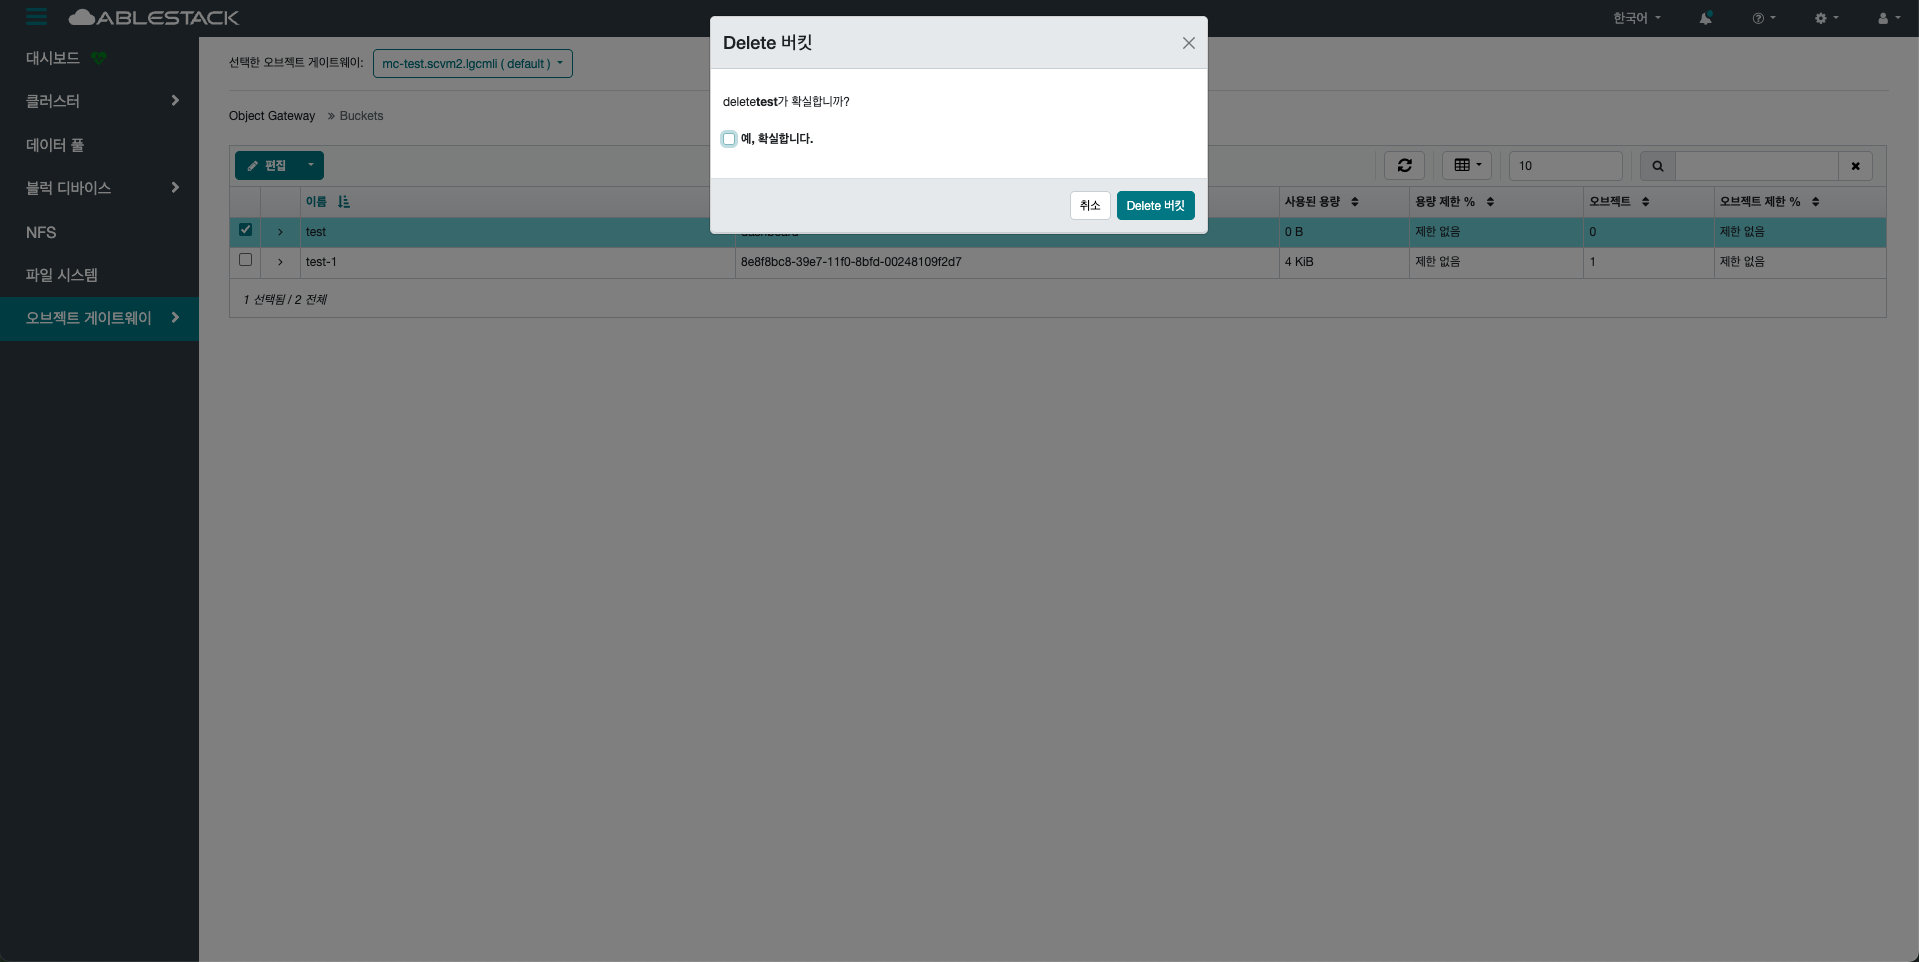 ABLESTACK
한국어
대시보드
클러스터
데이터 풀
블럭 디바이스
NFS
파일 시스템
오브젝트 게이트웨이
선택한 오브젝트 게이트웨이: mc-test.scvm2.lgcmli ( default )
Object Gateway » Buckets
편집
10
이름 사용된 용량 용량 제한 % 오브젝트 오브젝트 제한 %
test 0 B 제한 없음 0 제한 없음
test-1 8e8f8bc8-39e7-11f0-8bfd-00248109f2d7 4 KiB 제한 없음 1 제한 없음
1 선택됨 / 2 전체
Delete 버킷
deletetest가 확실합니까?
예, 확실합니다.
취소 Delete 버킷